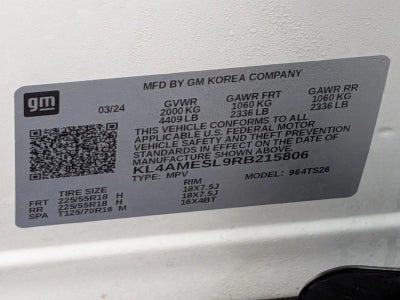 gm
MFD BY GM KOREA COMPANY
03/24 GVWR GAWR FRT GAWR RR
2000 KG 1060 KG 1060 KG
4409 LB 2336 LB 2336 LB
THIS VEHICLE CONFORMS TO ALL
APPLICABLE U.S. FEDERAL MOTOR
VEHICLE SAFETY AND THEFT PREVENTION
STANDARDS IN EFFECT ON THE DATE OF
MANUFACTURE SHOWN ABOVE.
KL4AMESL9RB215806
TYPE: MPV MODEL: 964TS26
TIRE SIZE RIM
FRT 225/55R18 H 18X7.5J
RR 225/55R18 H 18X7.5J
SPA T125/70R16 M 16X4BT